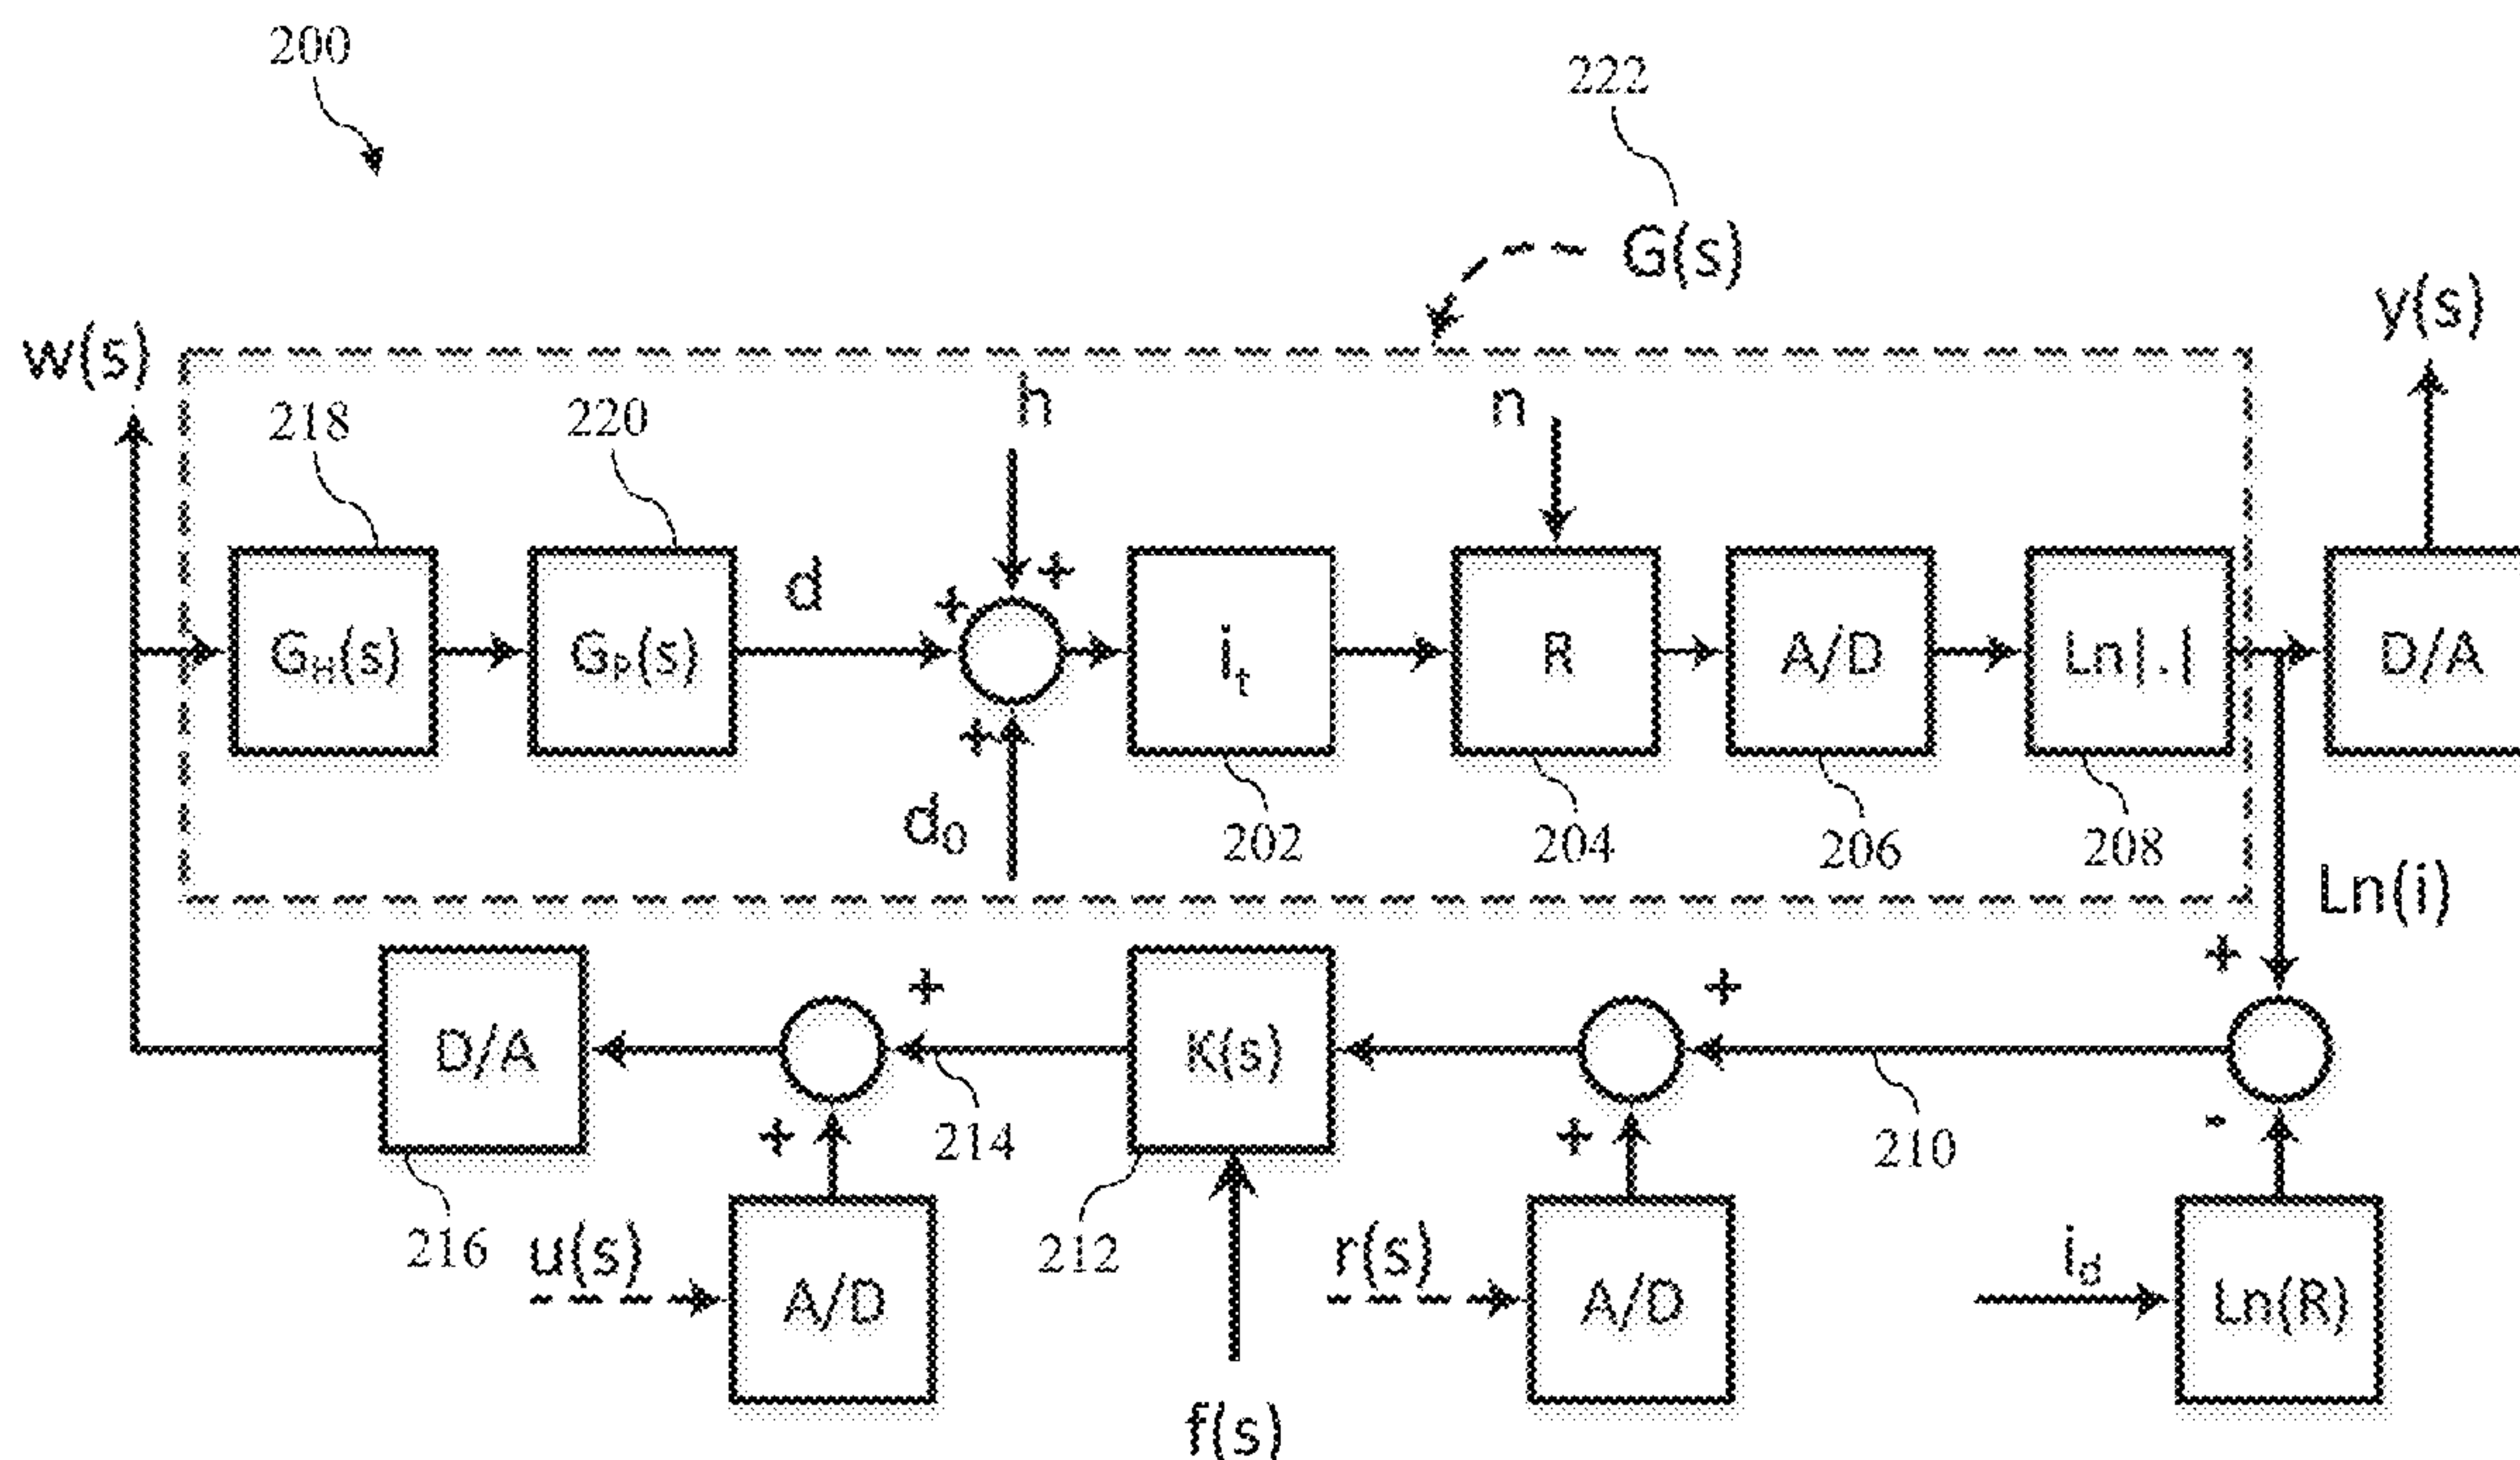 200
222
G(s)
w(s)
y(s)
218
220
h
n
d
+
+
G_H(s)
G_P(s)
i_t
R
A/D
Ln|.|
D/A
+
d_0
202
204
206
208
Ln(i)
+
+
+
D/A
K(s)
+
214
+
210
-
216
u(s)
A/D
212
r(s)
A/D
i_d
Ln(R)
f(s)